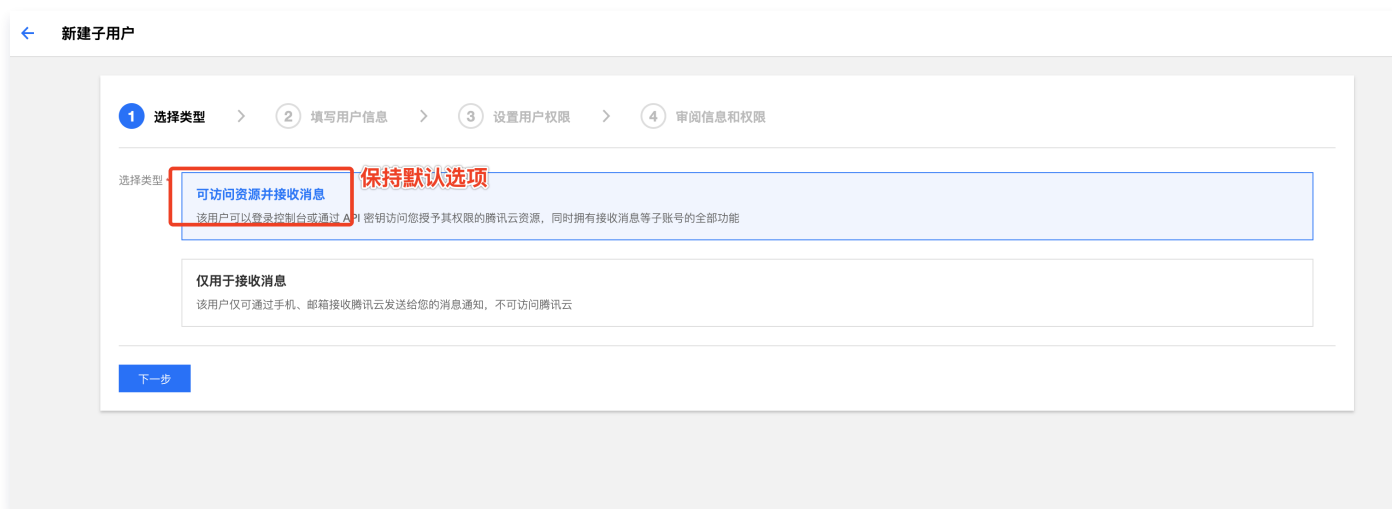 新建子用户
1 选择类型 > 2 填写用户信息 > 3 设置用户权限 > 4 审阅信息和权限
选择类型 *
保持默认选项
可访问资源并接收消息
该用户可以登录控制台或通过 API 密钥访问您授予其权限的腾讯云资源，同时拥有接收消息等子账号的全部功能
仅用于接收消息
该用户仅可通过手机、邮箱接收腾讯云发送给您的消息通知，不可访问腾讯云
下一步